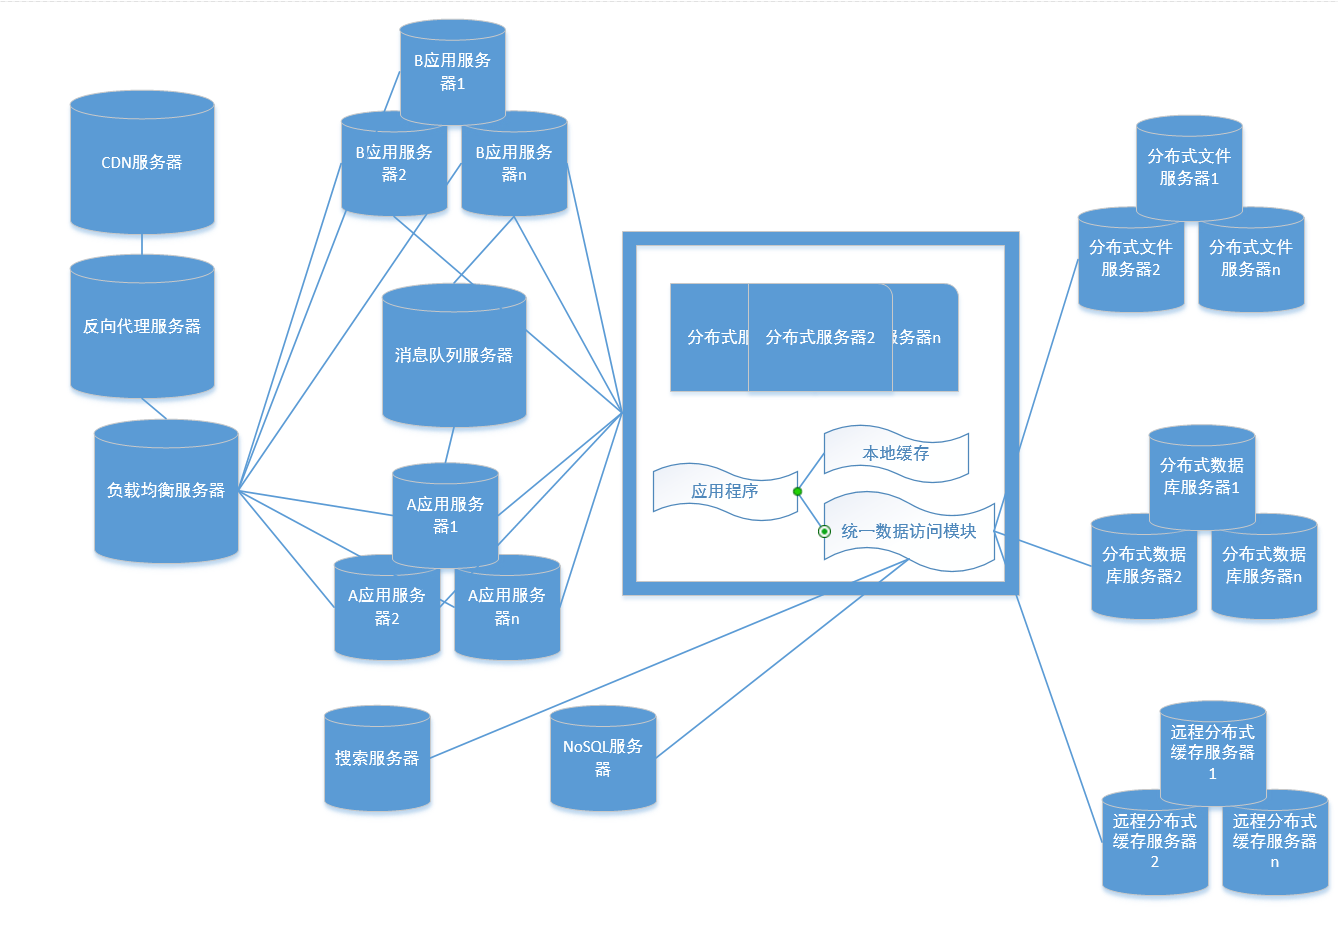 B应用服务
器1
B应用服务
器2
B应用服务
器n
CDN服务器
反向代理服务器
负载均衡服务器
消息队列服务器
A应用服务
器1
A应用服务
器2
A应用服务
器n
搜索服务器
NoSQL服务
器
分布式服
分布式服务器2
服务器n
本地缓存
应用程序
统一数据访问模块
分布式文件
服务器1
分布式文件
服务器2
分布式文件
服务器n
分布式数据
库服务器1
分布式数据
库服务器2
分布式数据
库服务器n
远程分布式
缓存服务器
1
远程分布式
缓存服务器
2
远程分布式
缓存服务器
n